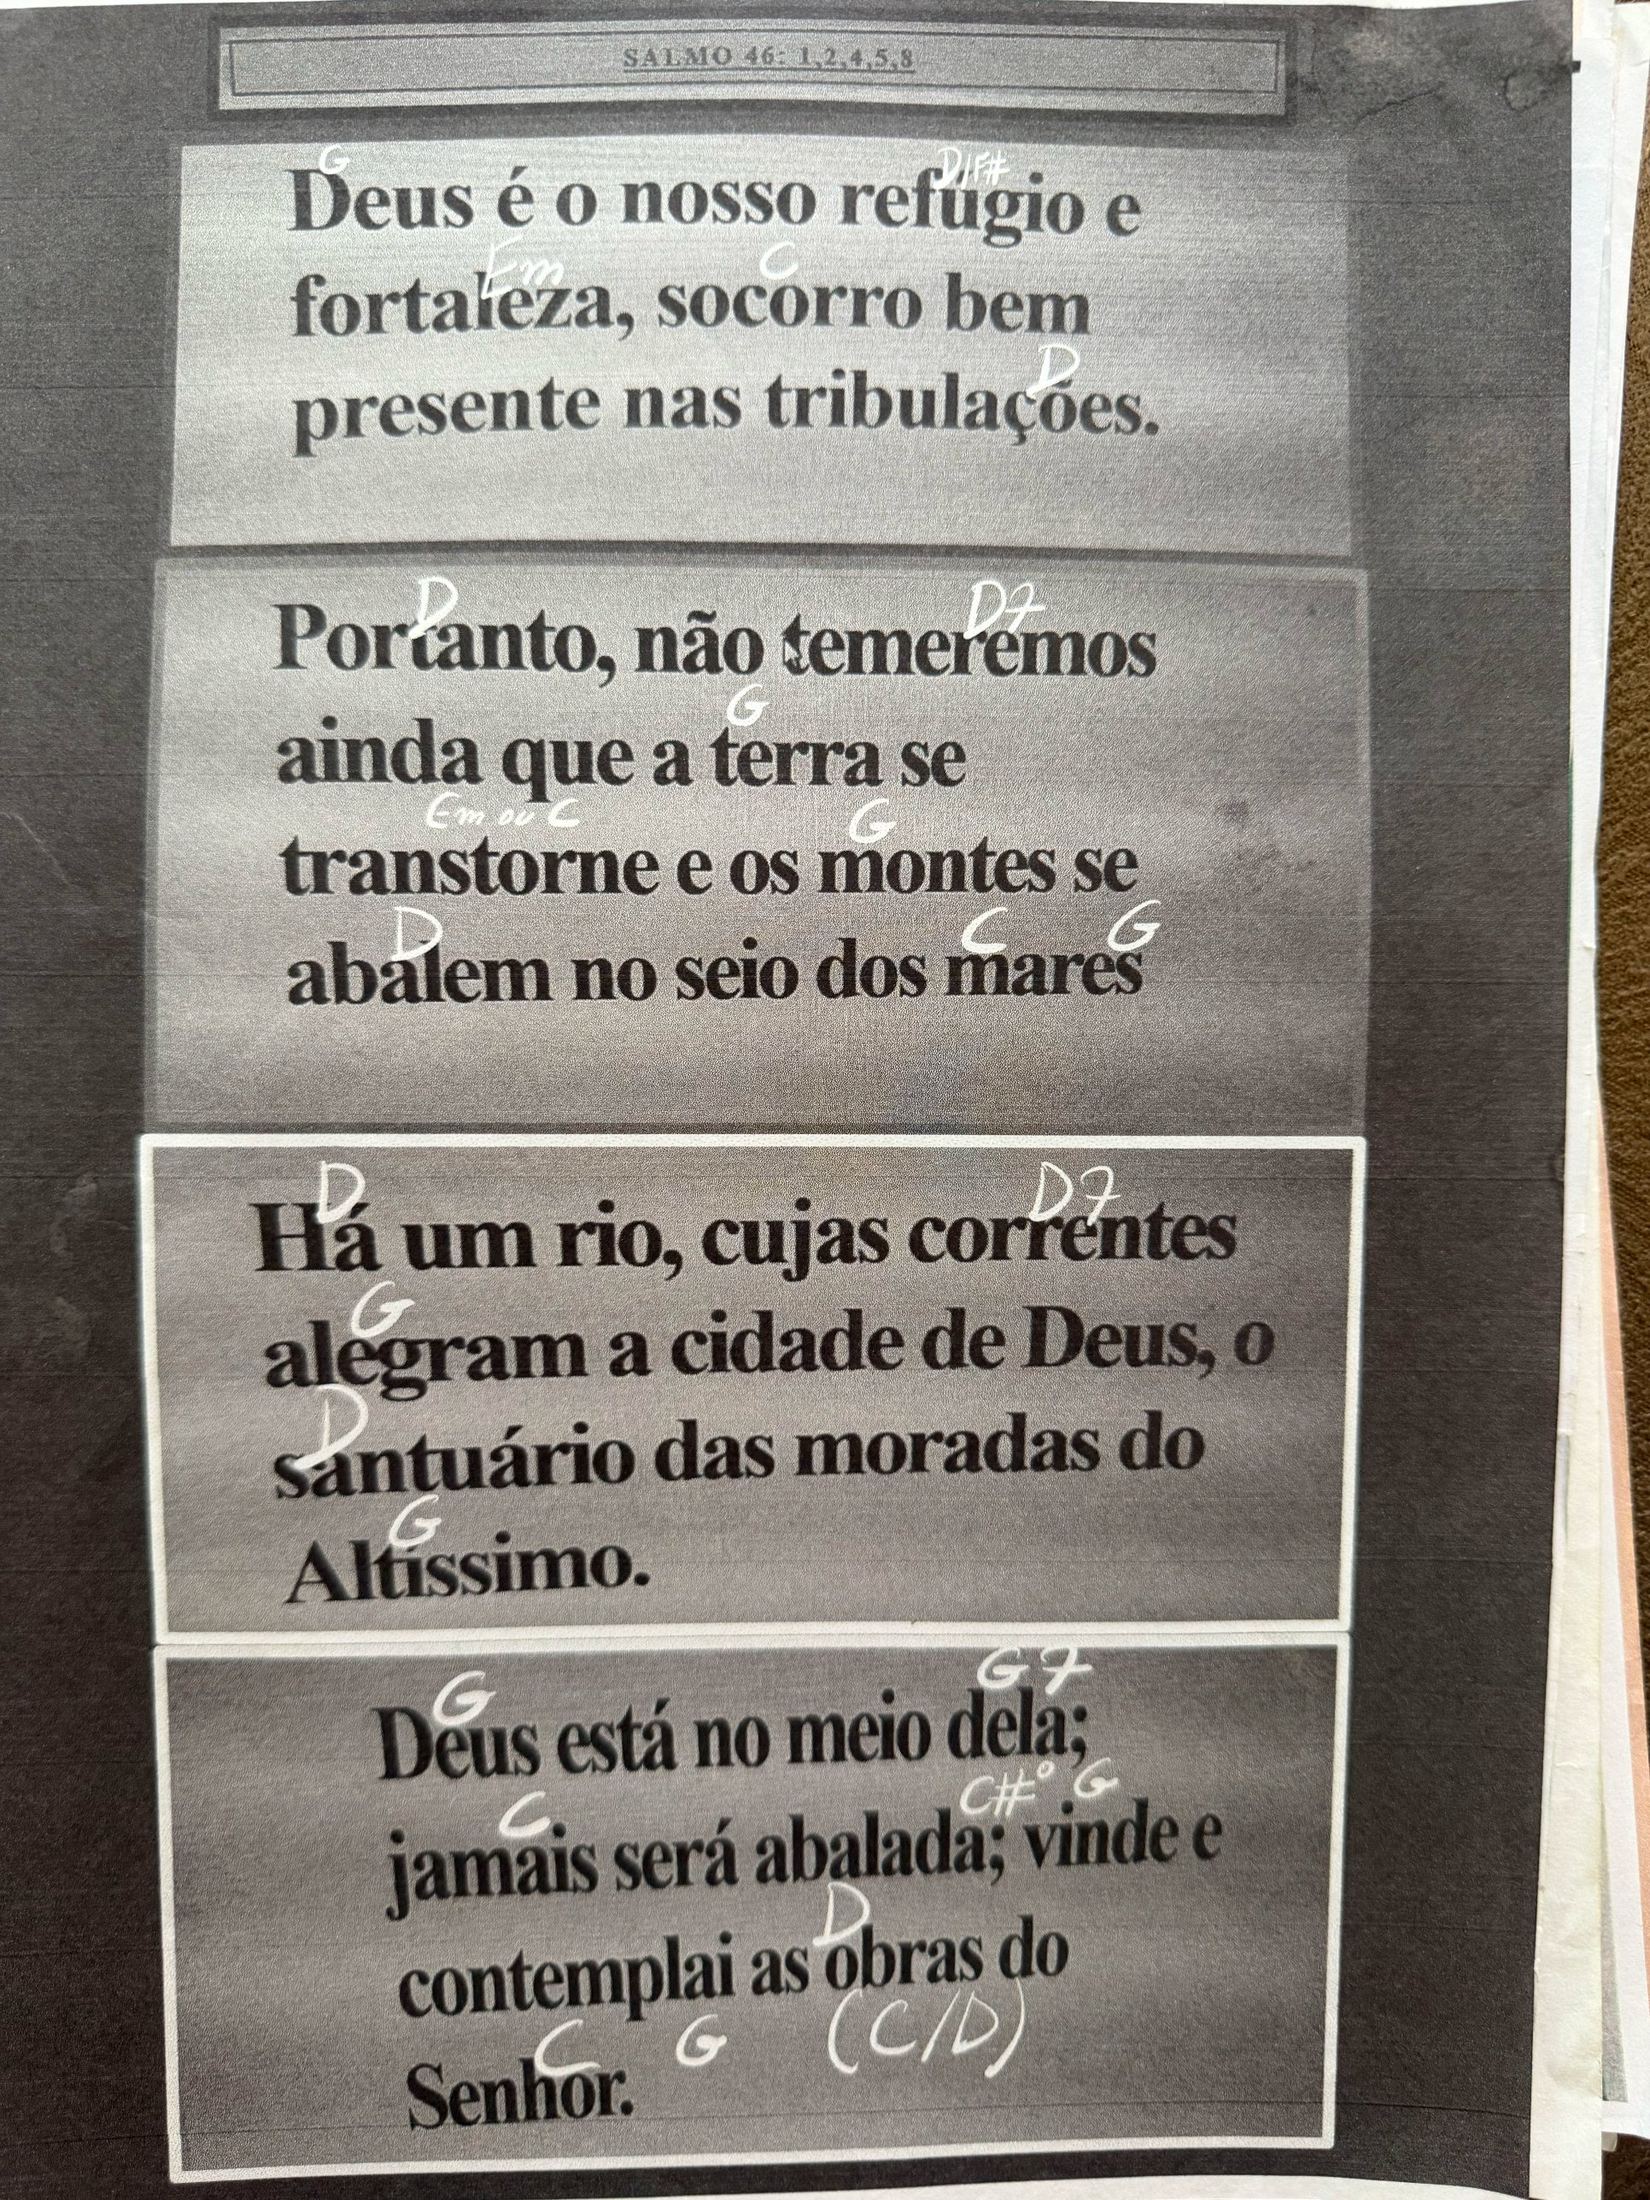 SALMO 46: 1,2,4,5,8
G D/F#
Deus é o nosso refúgio e
Em C
fortaleza, socorro bem
D
presente nas tribulações.
D D7
Portanto, não temeremos
G
ainda que a terra se
Em ou C G
transtorne e os montes se
D C G
abalem no seio dos mares
D D7
Há um rio, cujas correntes
G
alegram a cidade de Deus, o
D
santuário das moradas do
G
Altíssimo.
G G7
Deus está no meio dela;
C C#° G
jamais será abalada; vinde e
D
contemplai as obras do
C G (C/D)
Senhor.